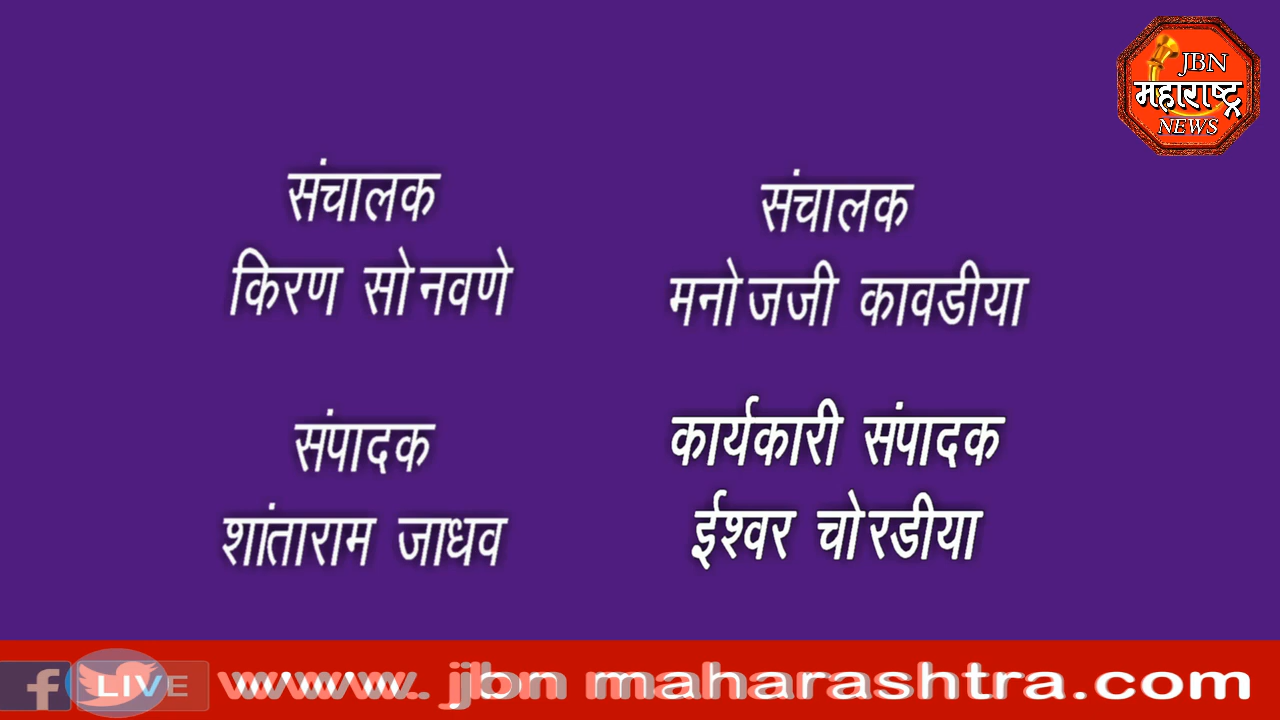 JBN
महाराष्ट्र
NEWS
संचालक
किरण सोनवणे
संचालक
मनोजजी कावडीया
संपादक
शांताराम जाधव
कार्यकारी संपादक
ईश्वर चोरडीया
f LIVE www. jbn maharashtra.com